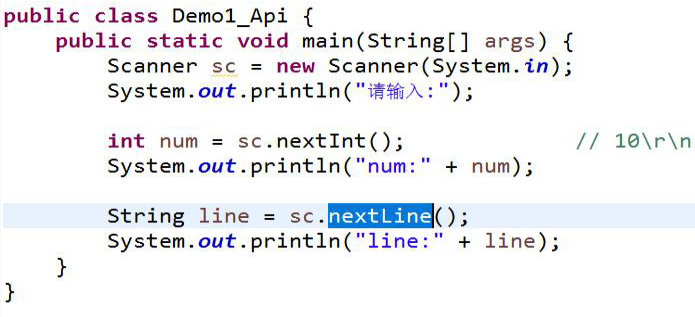 public class Demo1_Api {
    public static void main(String[] args) {
        Scanner sc = new Scanner(System.in);
        System.out.println("请输入:");

        int num = sc.nextInt();              // 10\r\n
        System.out.println("num:" + num);

        String line = sc.nextLine();
        System.out.println("line:" + line);
    }
}